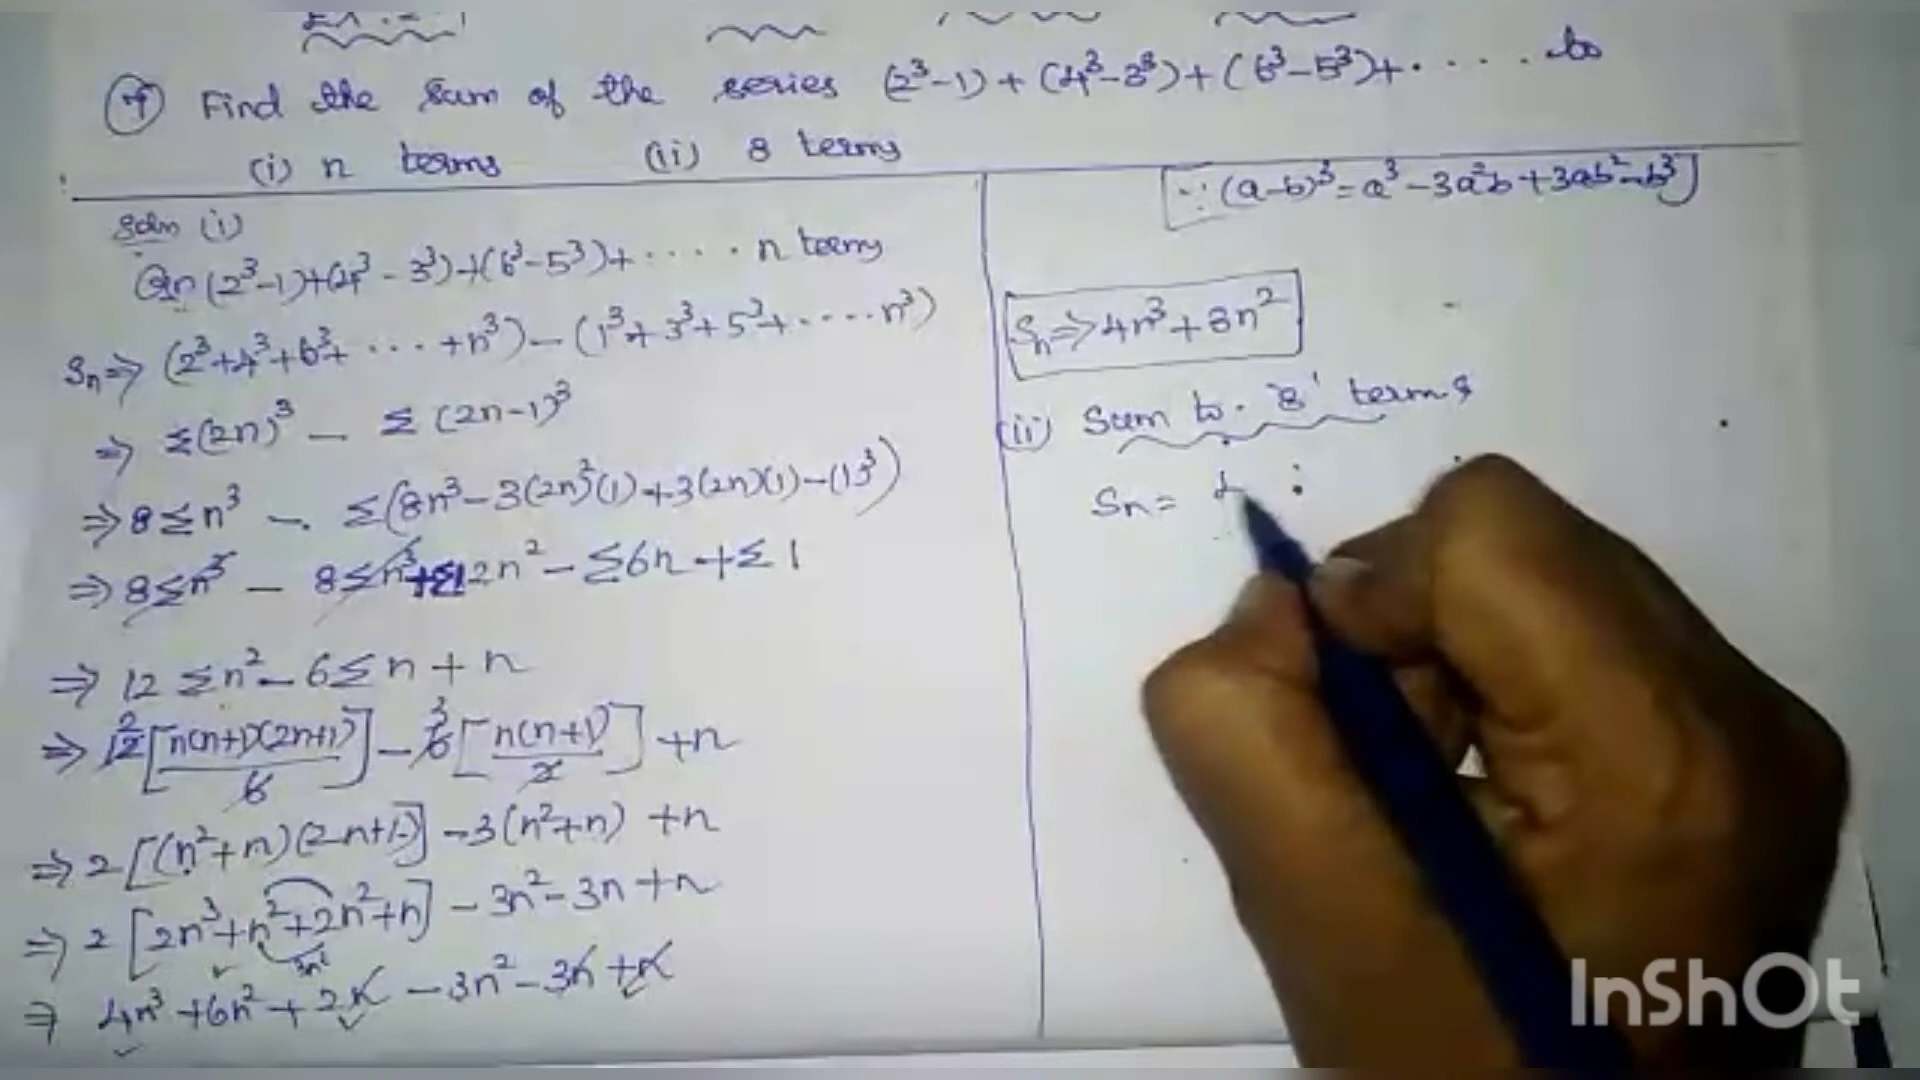 Find the Sum of the series (2³-1)+(4³-3³)+(6³-5³)+..... to
(i) n terms (ii) 8 terms
Soln (i)
Gn (2³-1)+(4³-3³)+(6³-5³)+..... n terms
Sn⇒ (2³+4³+6³+ ... +n³)-(1³+3³+5³+.....n³)
⇒ Σ(2n)³ - Σ(2n-1)³
⇒ 8Σn³ - Σ(8n³-3(2n)²(1)+3(2n)(1)-(1)³)
⇒ 8Σn³ - 8Σn³+Σ12n² - Σ6n + Σ1
⇒ 12Σn² - 6Σn + n
⇒ 12 2 [n(n+1)(2n+1)/6] - 6 3 [n(n+1)/2] +n
⇒ 2[(n²+n)(2n+1)] -3(n²+n) +n
⇒ 2[2n³+n²+2n²+n] - 3n²-3n+n
3n²
⇒ 4n³+6n²+2n -3n²-3n+n
∵ (a-b)³=a³-3a²b+3ab²-b³]
Sn⇒ 4n³+3n²
(ii) Sum to '8' terms
Sn= 4
InShOt